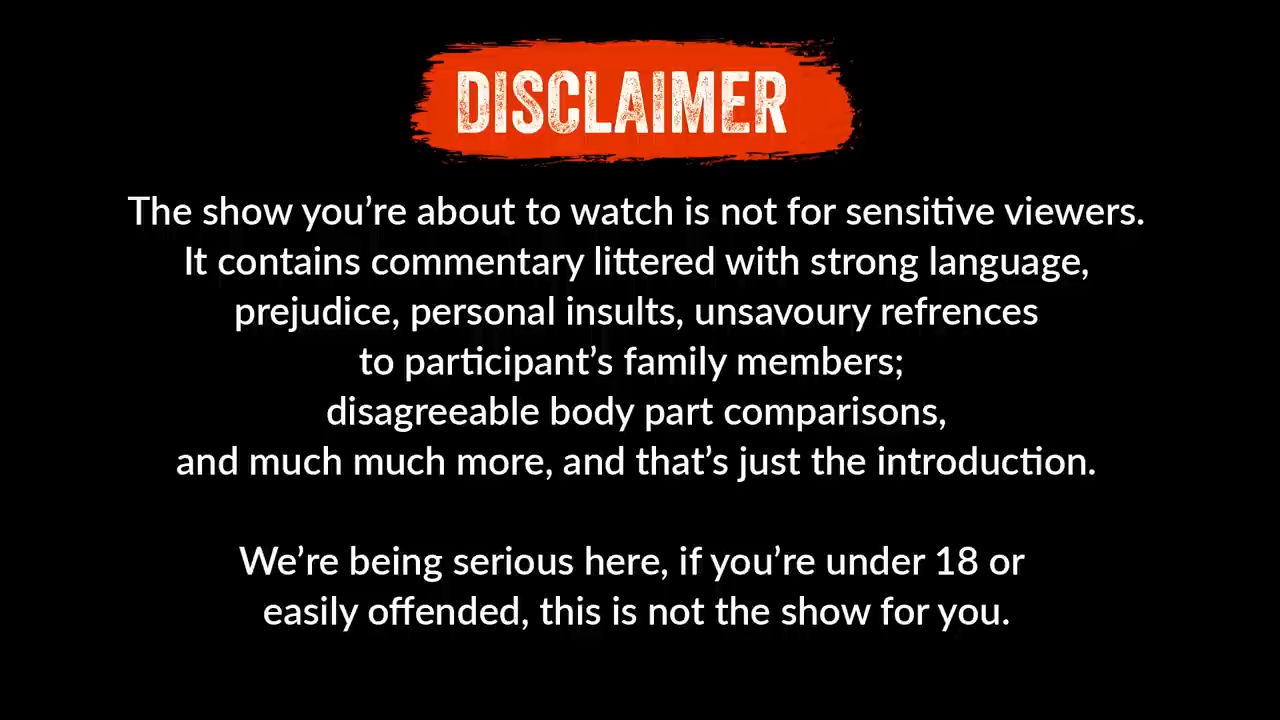 DISCLAIMER
The show you’re about to watch is not for sensitive viewers.
It contains commentary littered with strong language,
prejudice, personal insults, unsavoury refrences
to participant’s family members;
disagreeable body part comparisons,
and much much more, and that’s just the introduction.
We’re being serious here, if you’re under 18 or
easily offended, this is not the show for you.